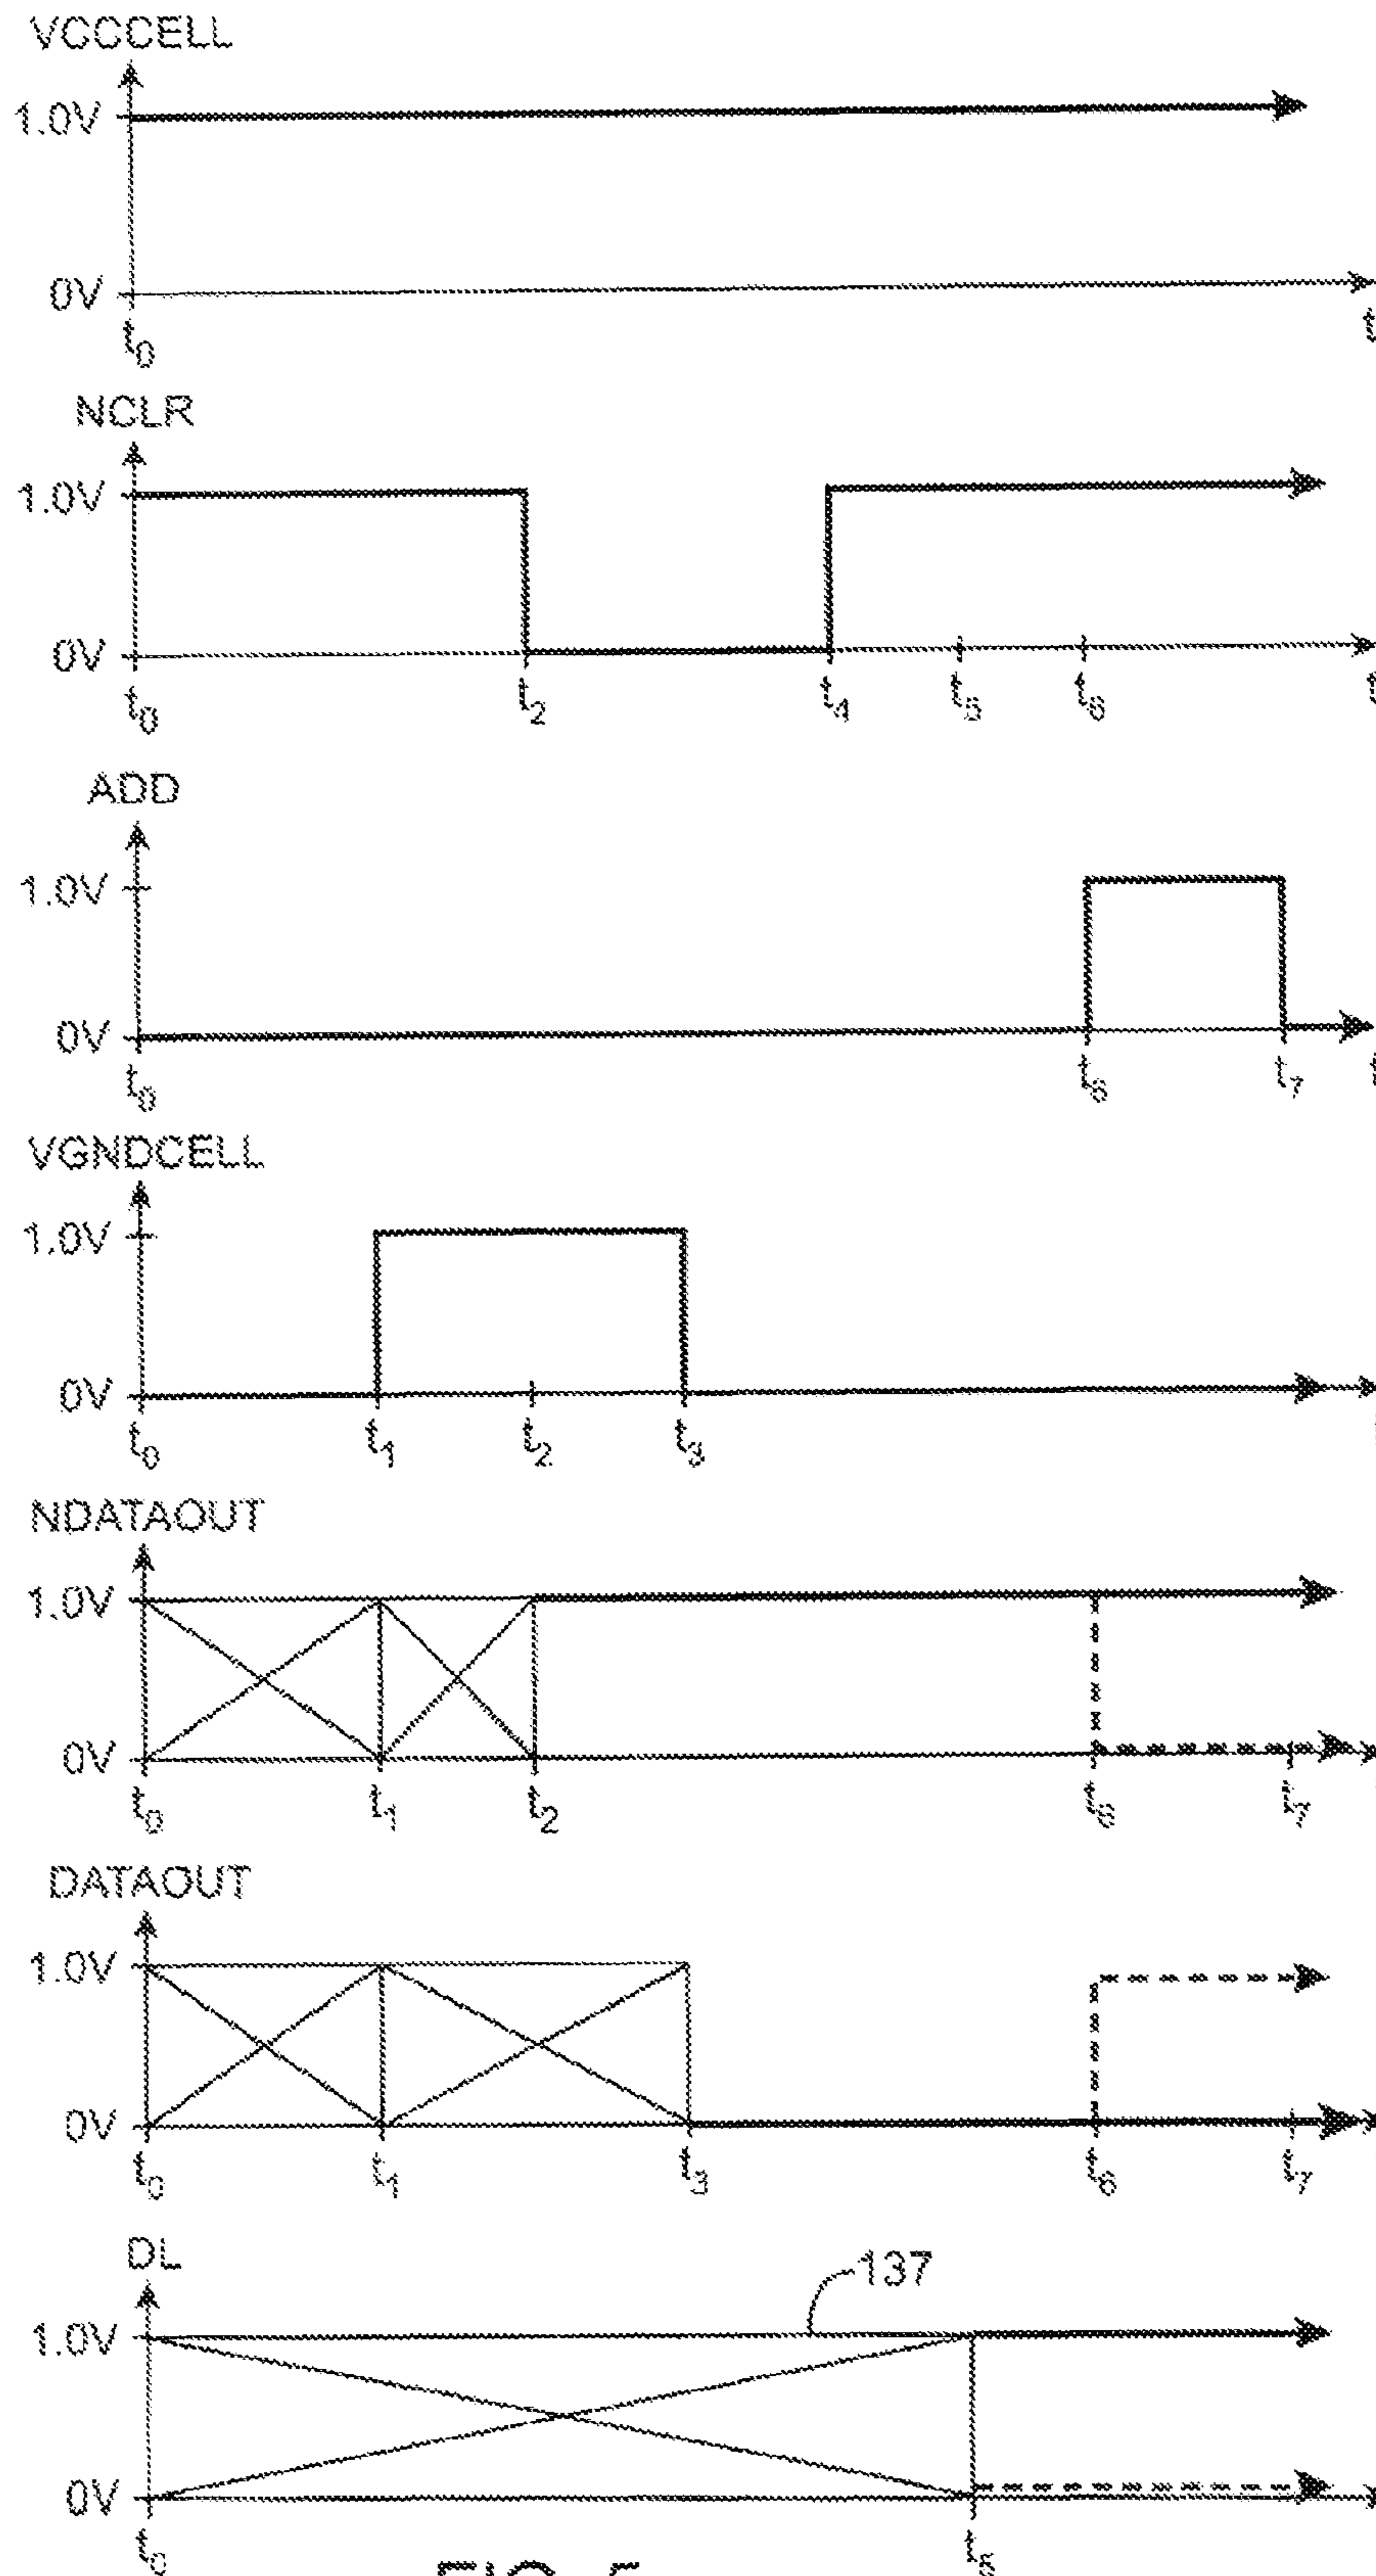 VCCCELL
1.0V
0V
t0 t
NCLR
1.0V
0V
t0 t2 t4 t5 t6 t
ADD
1.0V
0V
t0 t6 t7 t
VGNDCELL
1.0V
0V
t0 t1 t2 t3
NDATAOUT
1.0V
0V
t0 t1 t2 t6 t7
DATAOUT
1.0V
0V
t0 t1 t3 t6 t7
DL
137
1.0V
0V
t0 t5
FIG. 5